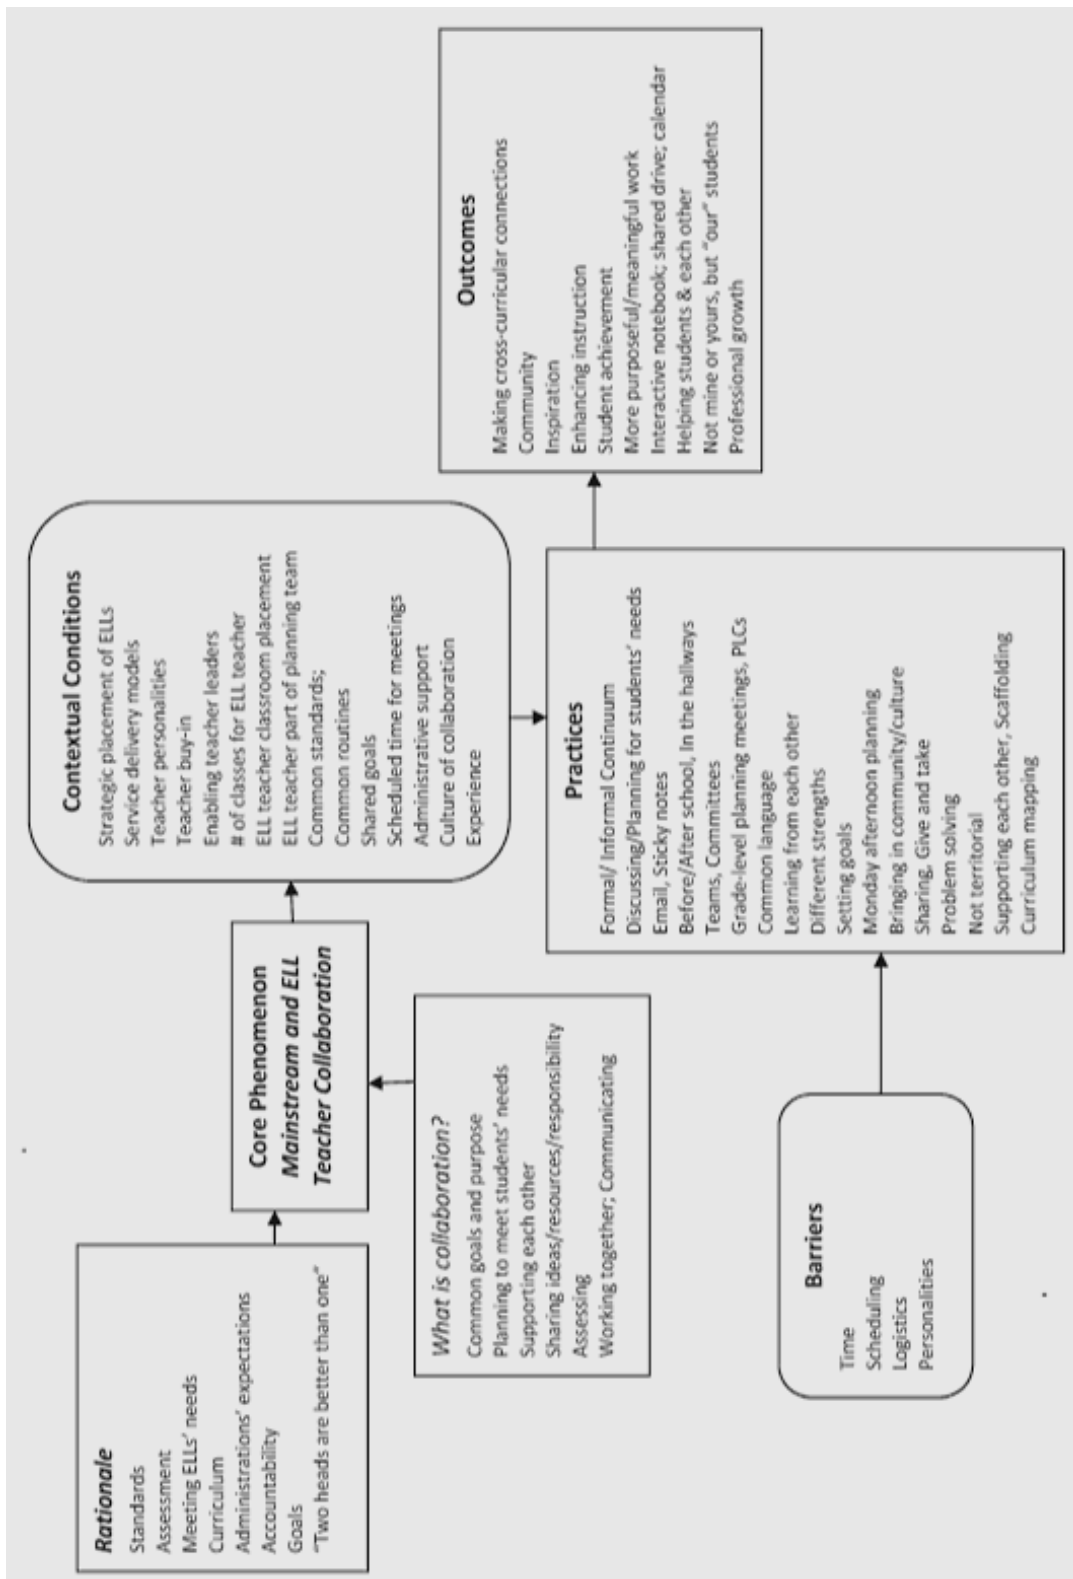 Rationale
Standards
Assessment
Meeting ELLs' needs
Curriculum
Administrations' expectations
Accountability
Goals
"Two heads are better than one"
Core Phenomenon
Mainstream and ELL
Teacher Collaboration
What is collaboration?
Common goals and purpose
Planning to meet students' needs
Supporting each other
Sharing ideas/resources/responsibility
Assessing
Working together; Communicating
Contextual Conditions
Strategic placement of ELLs
Service delivery models
Teacher personalities
Teacher buy-in
Enabling teacher leaders
# of classes for ELL teacher
ELL teacher classroom placement
ELL teacher part of planning team
Common standards;
Common routines
Shared goals
Scheduled time for meetings
Administrative support
Culture of collaboration
Experience
Barriers
Time
Scheduling
Logistics
Personalities
Practices
Formal/ Informal Continuum
Discussing/Planning for students' needs
Email, Sticky notes
Before/After school, In the hallways
Teams, Committees
Grade-level planning meetings, PLCs
Common language
Learning from each other
Different strengths
Setting goals
Monday afternoon planning
Bringing in community/culture
Sharing, Give and take
Problem solving
Not territorial
Supporting each other, Scaffolding
Curriculum mapping
Outcomes
Making cross-curricular connections
Community
Inspiration
Enhancing instruction
Student achievement
More purposeful/meaningful work
Interactive notebook; shared drive; calendar
Helping students & each other
Not mine or yours, but "our" students
Professional growth